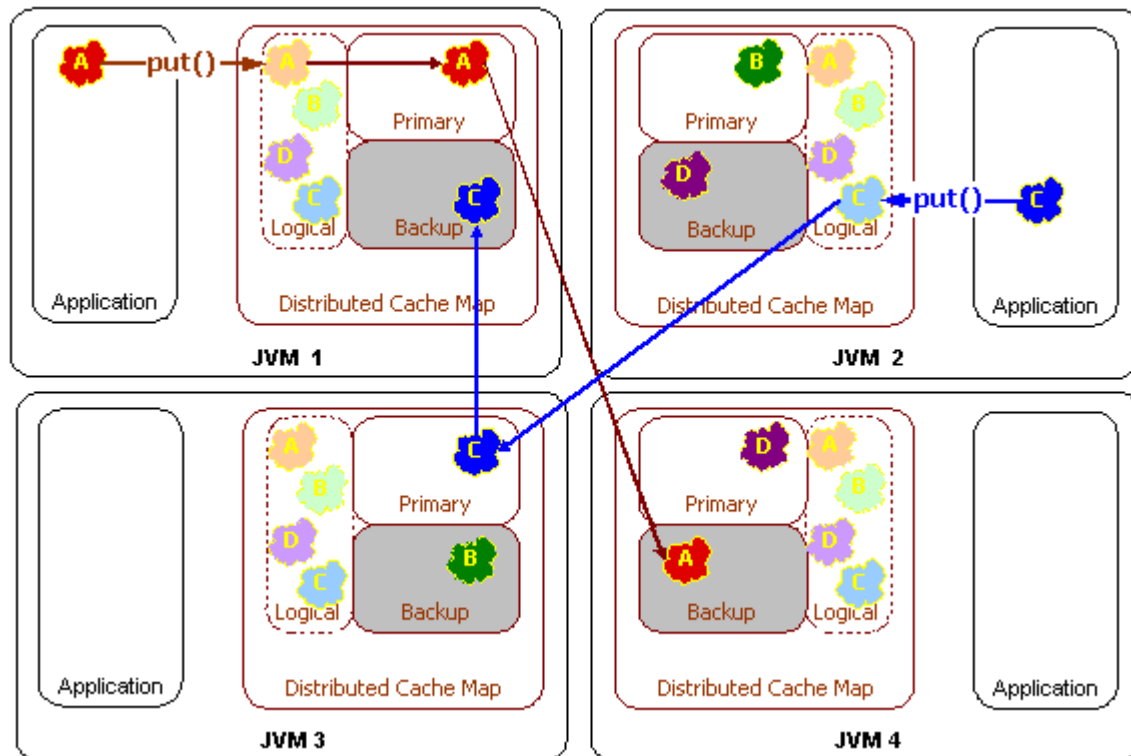 A
put()
A
A
B
Primary
D
C
C
Logical
Backup
Application
Distributed Cache Map
JVM 1
B
A
Primary
B
D
D
C
put()
C
Backup
Logical
Distributed Cache Map
Application
JVM 2
A
C
B
Primary
D
B
C
Logical
Backup
Application
Distributed Cache Map
JVM 3
D
A
Primary
B
A
D
C
Backup
Logical
Distributed Cache Map
Application
JVM 4